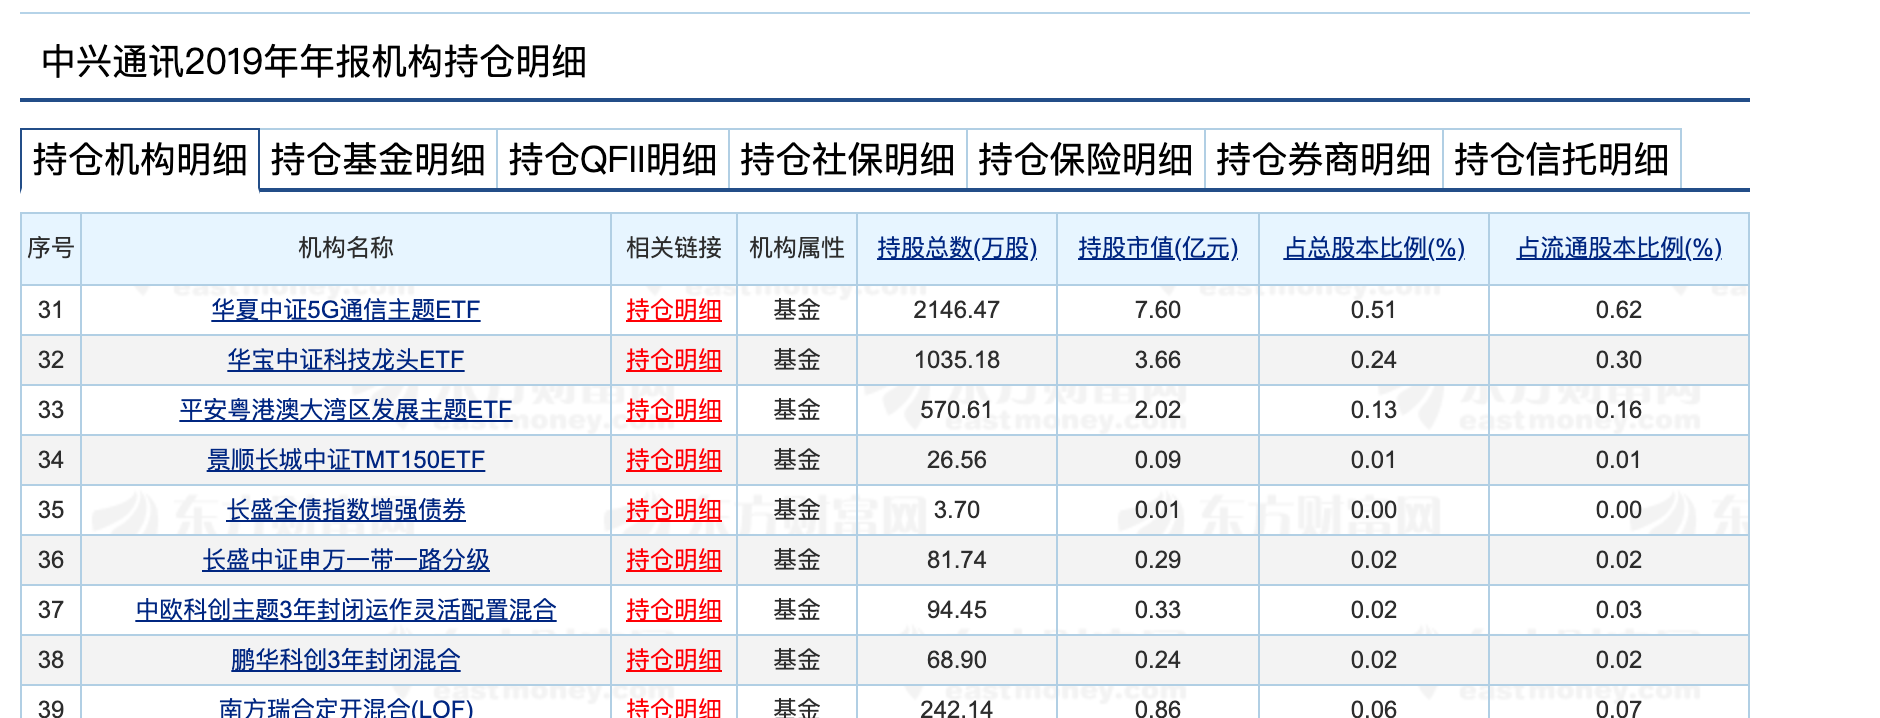 中兴通讯2019年年报机构持仓明细
持仓机构明细 持仓基金明细 持仓QFII明细 持仓社保明细 持仓保险明细 持仓券商明细 持仓信托明细
序号 机构名称 相关链接 机构属性 持股总数(万股) 持股市值(亿元) 占总股本比例(%) 占流通股本比例(%)
31 华夏中证5G通信主题ETF 持仓明细 基金 2146.47 7.60 0.51 0.62
32 华宝中证科技龙头ETF 持仓明细 基金 1035.18 3.66 0.24 0.30
33 平安粤港澳大湾区发展主题ETF 持仓明细 基金 570.61 2.02 0.13 0.16
34 景顺长城中证TMT150ETF 持仓明细 基金 26.56 0.09 0.01 0.01
35 长盛全债指数增强债券 持仓明细 基金 3.70 0.01 0.00 0.00
36 长盛中证申万一带一路分级 持仓明细 基金 81.74 0.29 0.02 0.02
37 中欧科创主题3年封闭运作灵活配置混合 持仓明细 基金 94.45 0.33 0.02 0.03
38 鹏华科创3年封闭混合 持仓明细 基金 68.90 0.24 0.02 0.02
39 南方瑞合定开混合(LOF) 持仓明细 基金 242.14 0.86 0.06 0.07